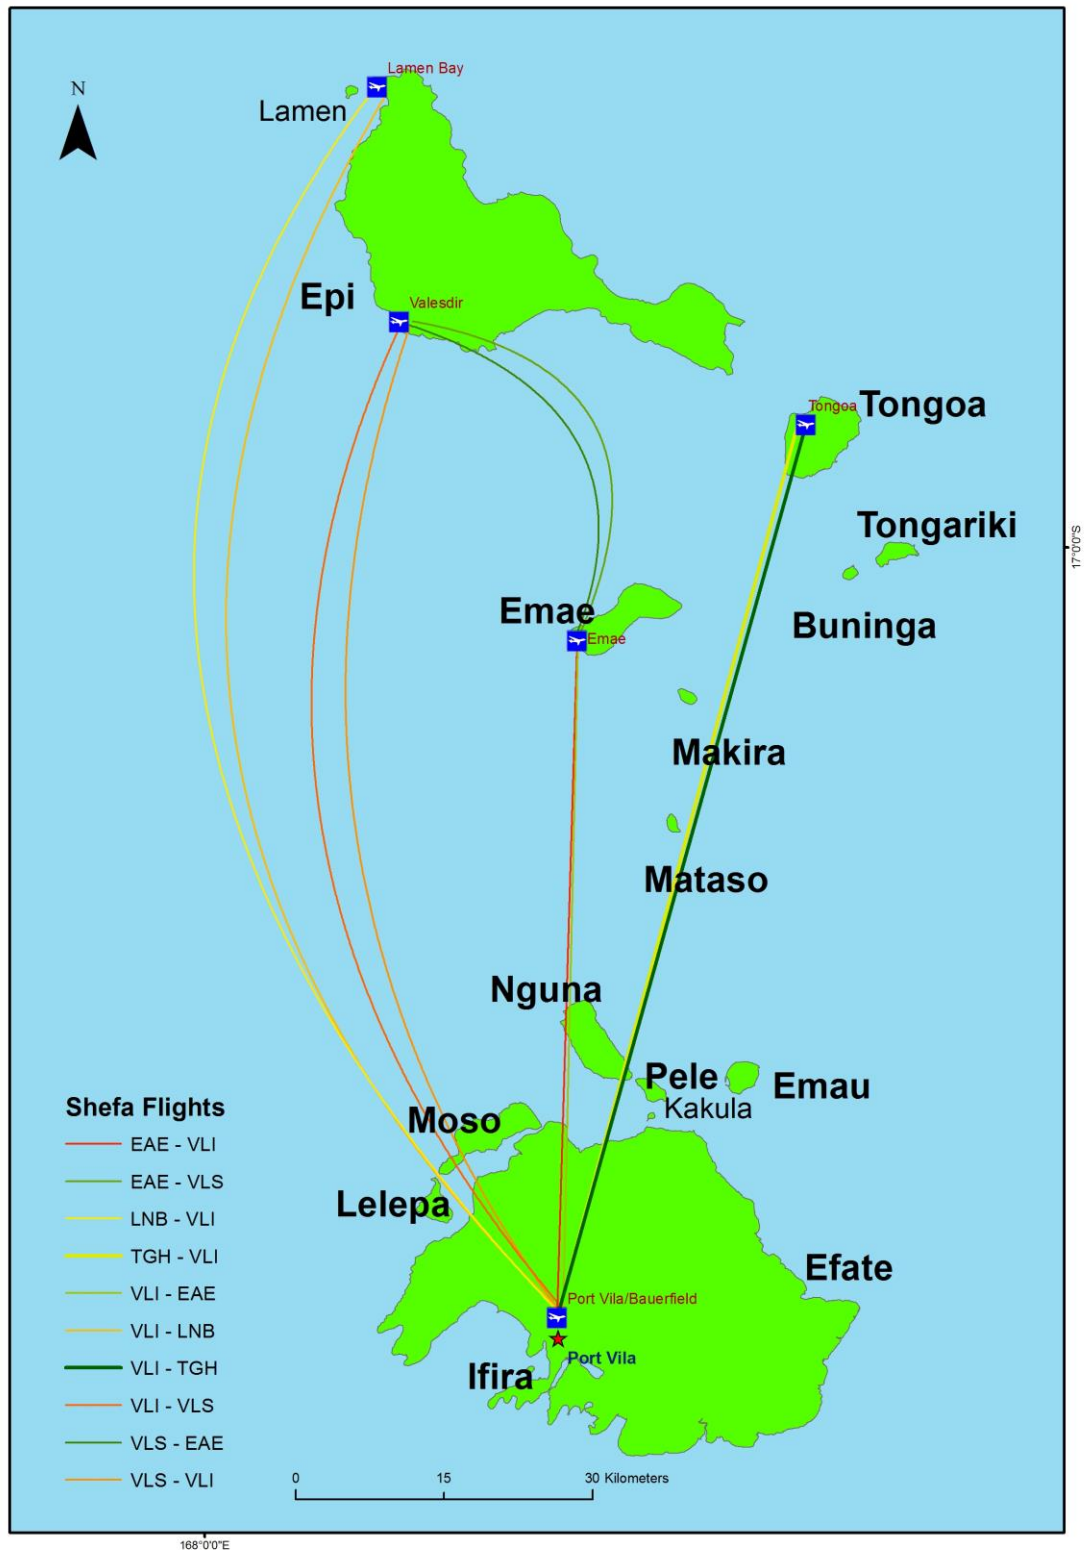 Lamen Bay
N
Lamen
Epi
Valesdir
Tongoa
Tongoa
Tongariki
17°0'0"S
Emae
Emae
Buninga
Makira
Mataso
Nguna
Pele
Emau
Kakula
Moso
Lelepa
Efate
Port Vila/Bauerfield
Port Vila
Ifira
Shefa Flights
EAE - VLI
EAE - VLS
LNB - VLI
TGH - VLI
VLI - EAE
VLI - LNB
VLI - TGH
VLI - VLS
VLS - EAE
VLS - VLI
0 15 30 Kilometers
168°0'0"E